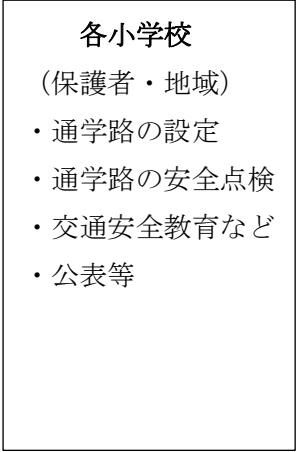 各小学校
（保護者・地域）
・通学路の設定
・通学路の安全点検
・交通安全教育など
・公表等